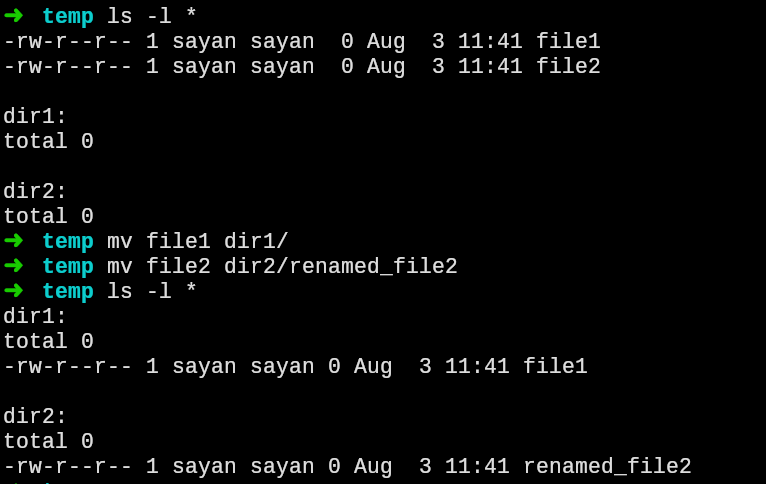 ➜ temp ls -l *
-rw-r--r-- 1 sayan sayan  0 Aug  3 11:41 file1
-rw-r--r-- 1 sayan sayan  0 Aug  3 11:41 file2

dir1:
total 0

dir2:
total 0
➜ temp mv file1 dir1/
➜ temp mv file2 dir2/renamed_file2
➜ temp ls -l *
dir1:
total 0
-rw-r--r-- 1 sayan sayan 0 Aug  3 11:41 file1

dir2:
total 0
-rw-r--r-- 1 sayan sayan 0 Aug  3 11:41 renamed_file2